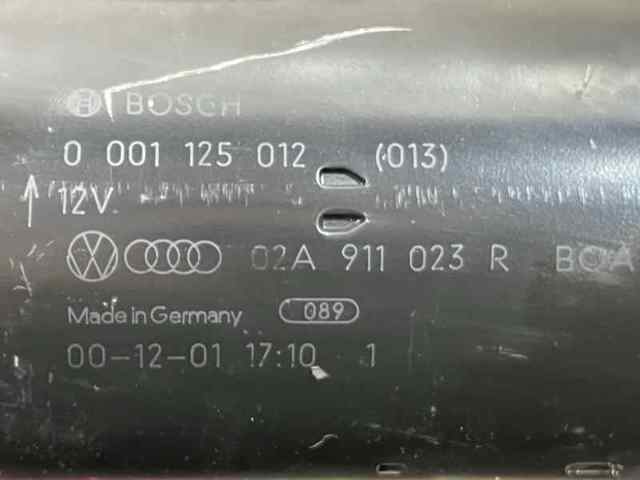 BOSCH
0 001 125 012 (013)
12V
02A 911 023 R
Made in Germany 089
00-12-01 17:10 1